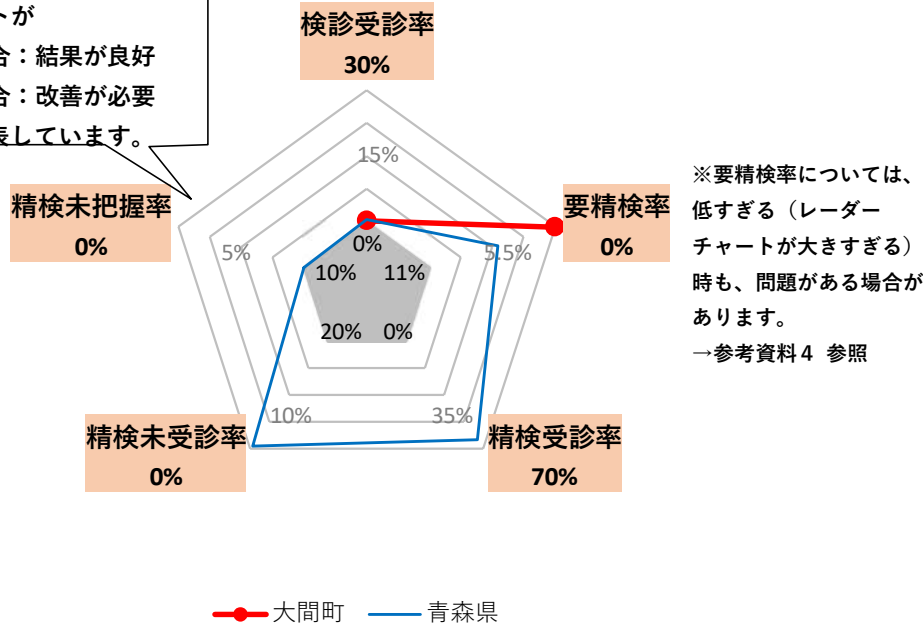 トが
合：結果が良好
合：改善が必要
表しています。
検診受診率
30%
15%
精検未把握率
0%
5%
要精検率
0%
5.5%
0%
10%
11%
20%
0%
10%
35%
精検未受診率
0%
精検受診率
70%
※要精検率については、
低すぎる（レーダー
チャートが大きすぎる）
時も、問題がある場合が
あります。
→参考資料４ 参照
大間町
青森県